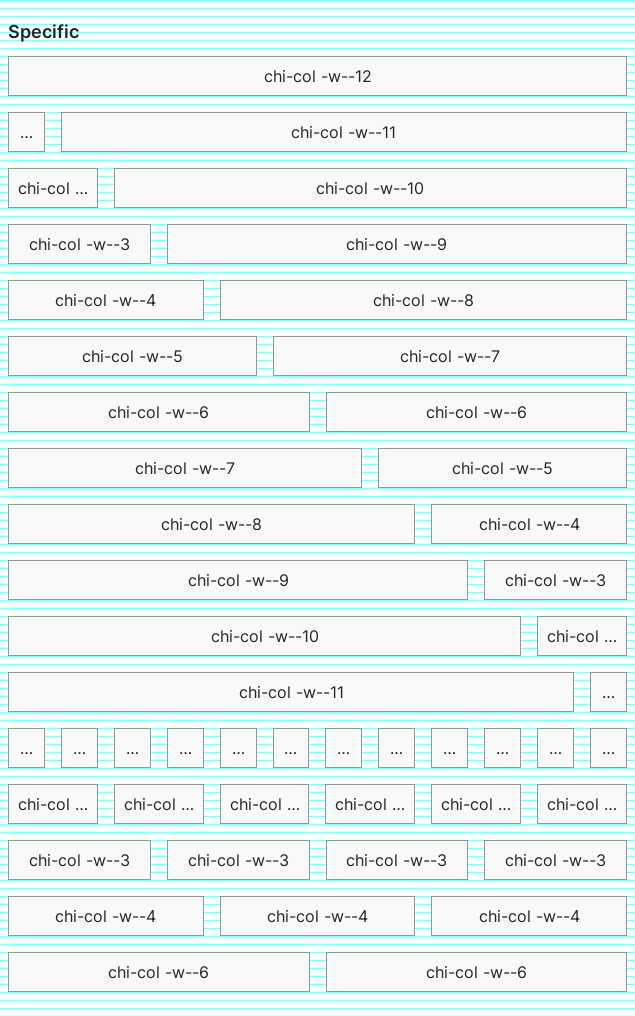 Specific
chi-col -w--12
... chi-col -w--11
chi-col ... chi-col -w--10
chi-col -w--3 chi-col -w--9
chi-col -w--4 chi-col -w--8
chi-col -w--5 chi-col -w--7
chi-col -w--6 chi-col -w--6
chi-col -w--7 chi-col -w--5
chi-col -w--8 chi-col -w--4
chi-col -w--9 chi-col -w--3
chi-col -w--10 chi-col ...
chi-col -w--11 ...
... ... ... ... ... ... ... ... ... ... ... ...
chi-col ... chi-col ... chi-col ... chi-col ... chi-col ... chi-col ...
chi-col -w--3 chi-col -w--3 chi-col -w--3 chi-col -w--3
chi-col -w--4 chi-col -w--4 chi-col -w--4
chi-col -w--6 chi-col -w--6